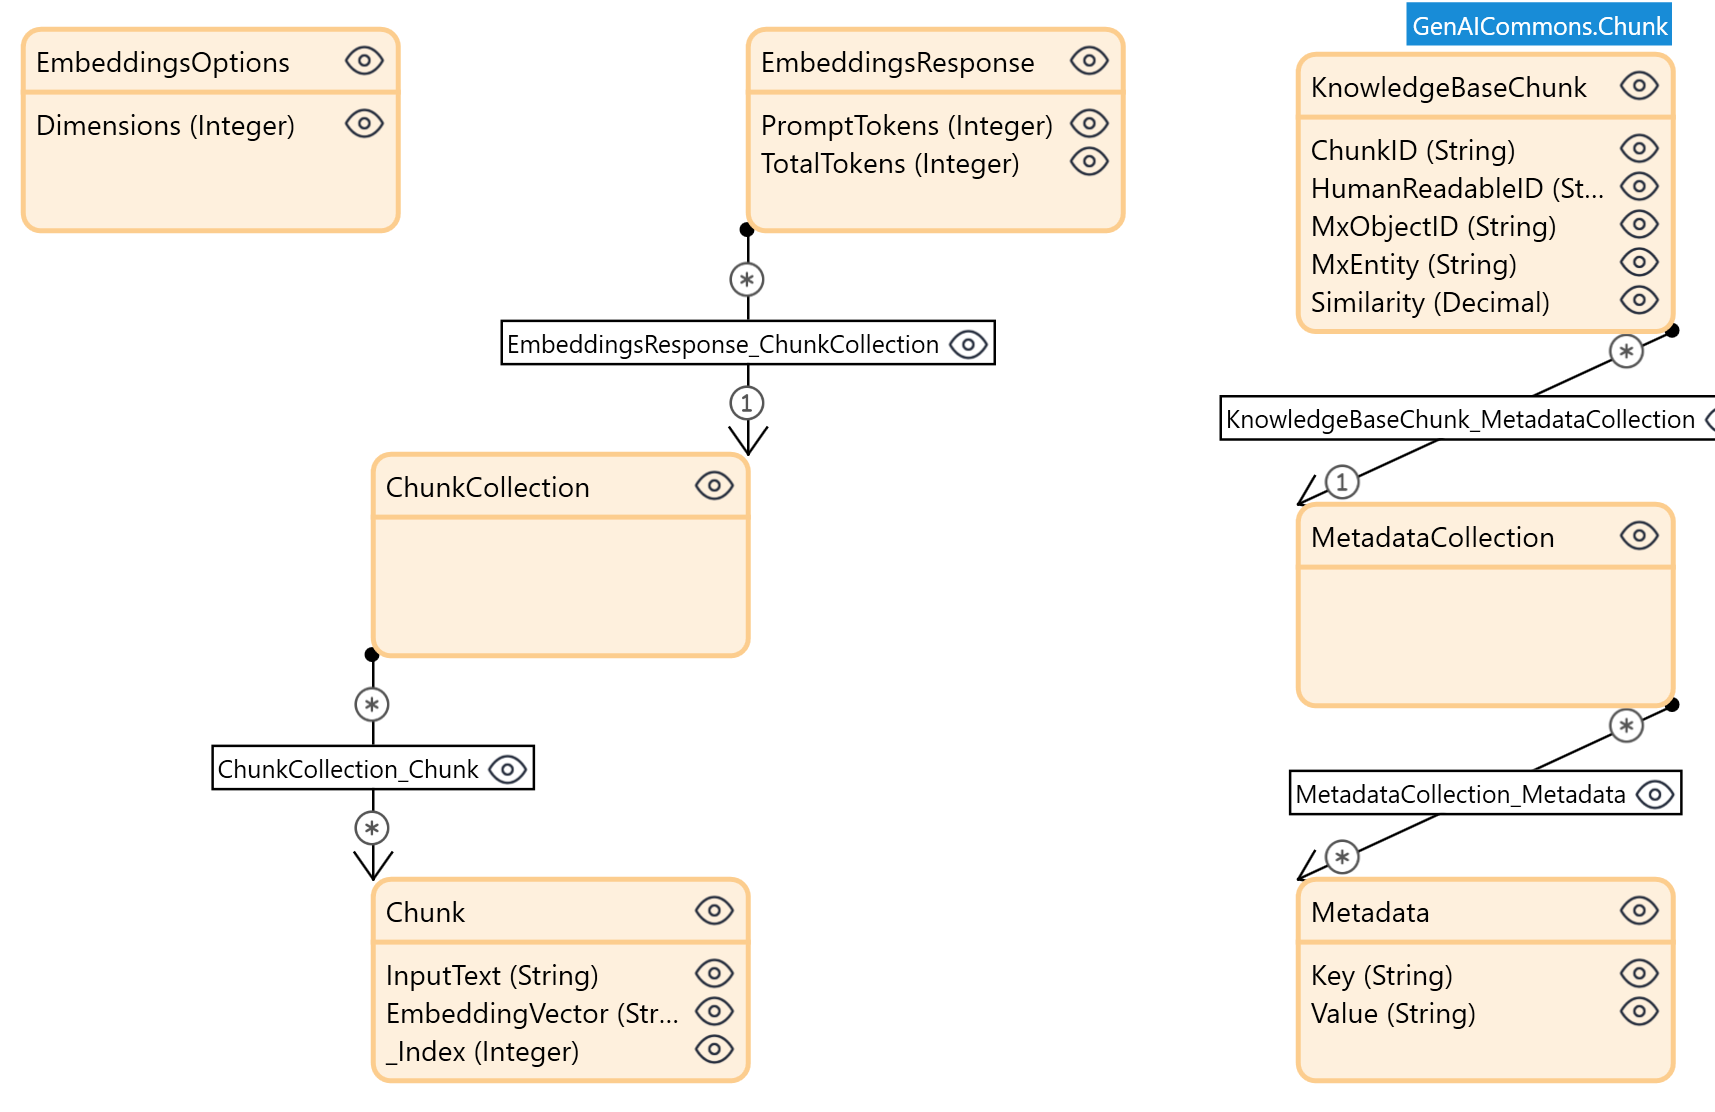 EmbeddingsOptions
Dimensions (Integer)
EmbeddingsResponse
PromptTokens (Integer)
TotalTokens (Integer)
*
EmbeddingsResponse_ChunkCollection
1
ChunkCollection
*
ChunkCollection_Chunk
*
Chunk
InputText (String)
EmbeddingVector (Str...
_Index (Integer)
GenAICommons.Chunk
KnowledgeBaseChunk
ChunkID (String)
HumanReadableID (St...
MxObjectID (String)
MxEntity (String)
Similarity (Decimal)
*
KnowledgeBaseChunk_MetadataCollection
1
MetadataCollection
*
MetadataCollection_Metadata
*
Metadata
Key (String)
Value (String)